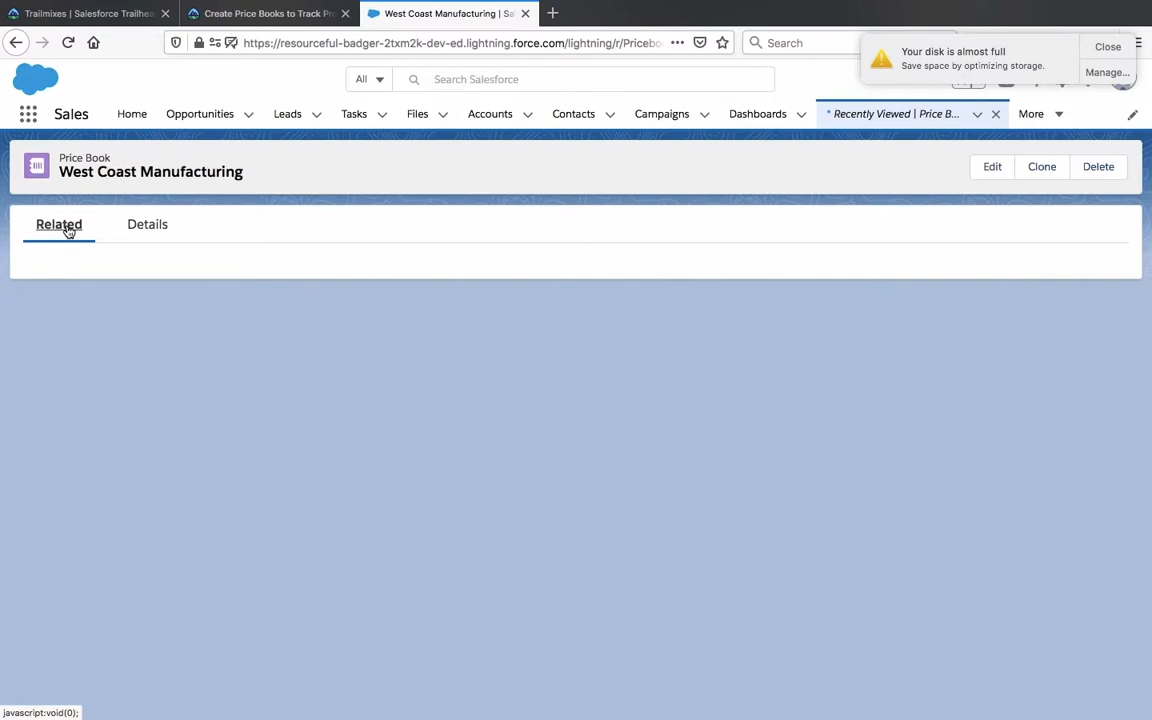 Trailmixes | Salesforce Trailhea
Create Price Books to Track Pr
West Coast Manufacturing | Sa
https://resourceful-badger-2txm2k-dev-ed.lightning.force.com/lightning/r/Pricebo
Search
Your disk is almost full
Save space by optimizing storage.
Close
Manage...
All
Search Salesforce
Sales
Home
Opportunities
Leads
Tasks
Files
Accounts
Contacts
Campaigns
Dashboards
* Recently Viewed | Price B...
More
Price Book
West Coast Manufacturing
Edit
Clone
Delete
Related
Details
javascript:void(0);